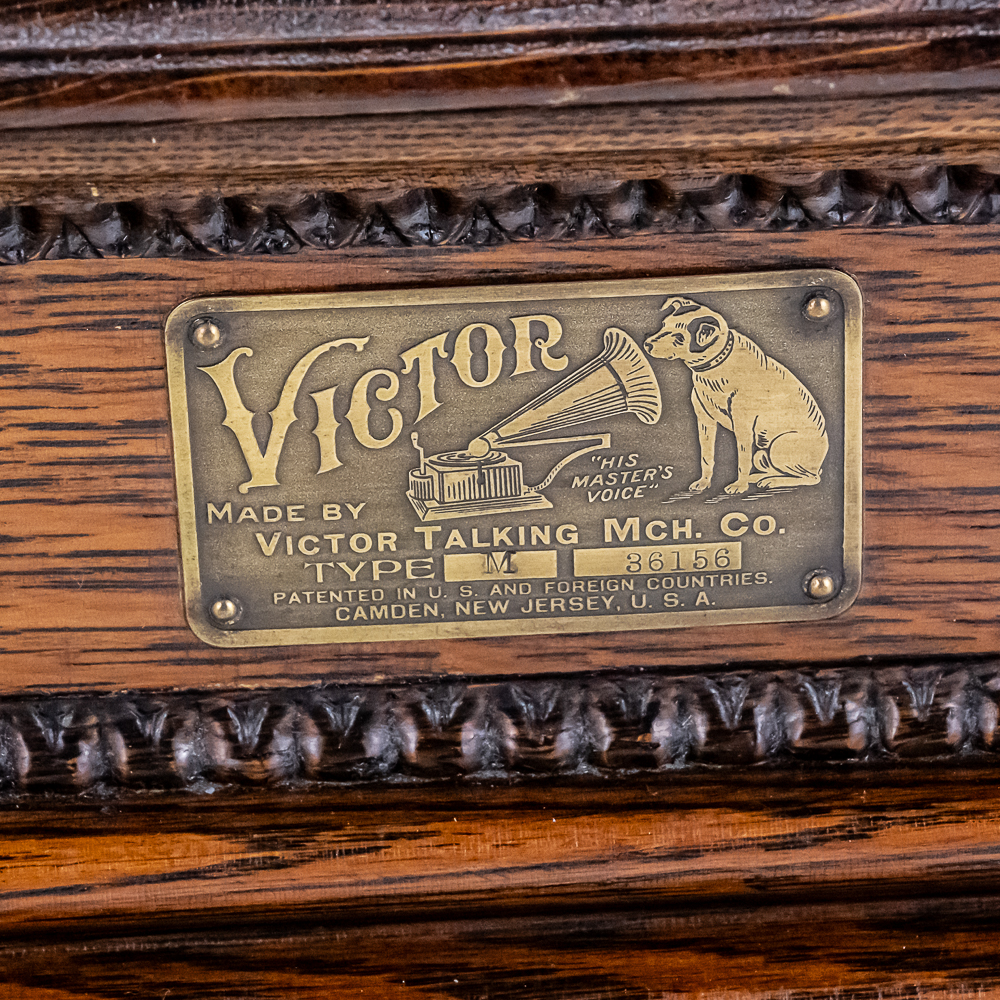 VICTOR
"HIS
MASTER'S
VOICE"
MADE BY
VICTOR TALKING MCH. CO.
TYPE M 36156
PATENTED IN U. S. AND FOREIGN COUNTRIES.
CAMDEN, NEW JERSEY, U. S. A.